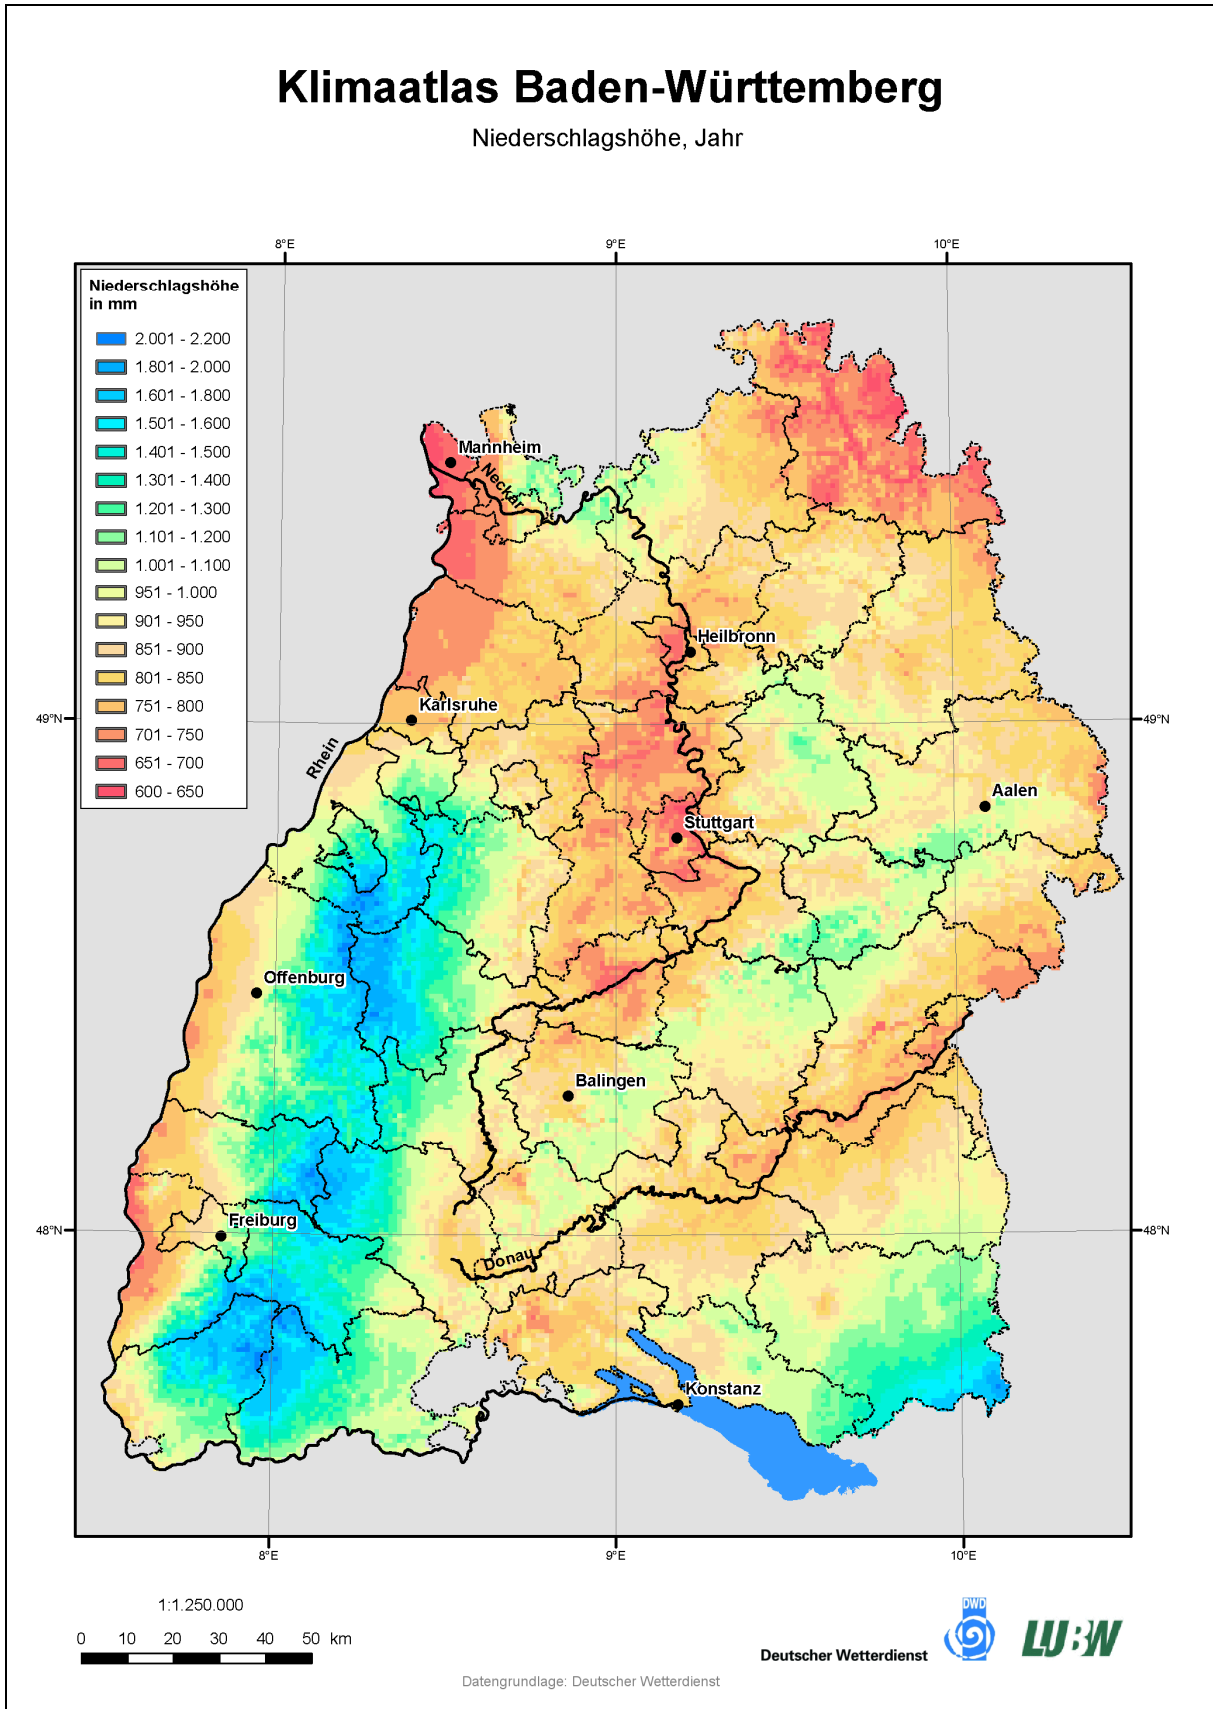 Klimaatlas Baden-Württemberg
Niederschlagshöhe, Jahr
8°E
9°E
10°E
Niederschlagshöhe
in mm
2.001 - 2.200
1.801 - 2.000
1.601 - 1.800
1.501 - 1.600
1.401 - 1.500
1.301 - 1.400
1.201 - 1.300
1.101 - 1.200
1.001 - 1.100
951 - 1.000
901 - 950
851 - 900
801 - 850
751 - 800
701 - 750
651 - 700
600 - 650
Mannheim
Neckar
Heilbronn
Karlsruhe
49°N
49°N
Rhein
Aalen
Stuttgart
Offenburg
Balingen
Freiburg
48°N
48°N
Donau
Konstanz
8°E
9°E
10°E
1:1.250.000
0 10 20 30 40 50 km
DWD
Deutscher Wetterdienst
LUBW
Datengrundlage: Deutscher Wetterdienst